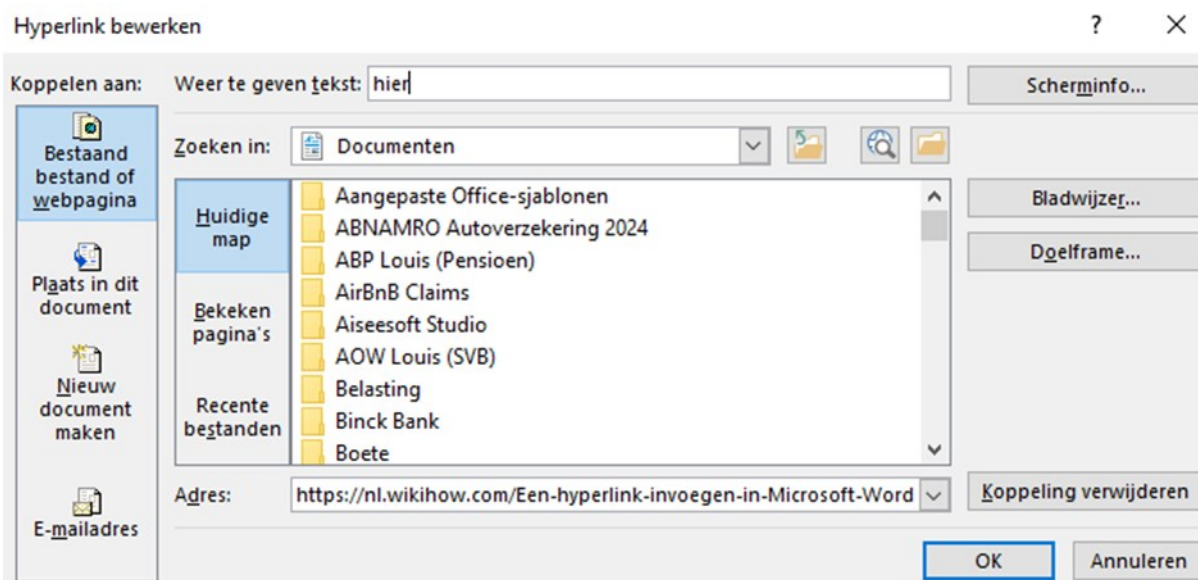 Hyperlink bewerken
?
Koppelen aan:
Weer te geven tekst: hier
Scherminfo...
Bestaand
bestand of
webpagina
Plaats in dit
document
Nieuw
document
maken
E-mailadres
Zoeken in:
Documenten
Huidige
map
Bekeken
pagina's
Recente
bestanden
Aangepaste Office-sjablonen
ABNAMRO Autoverzekering 2024
ABP Louis (Pensioen)
AirBnB Claims
Aiseesoft Studio
AOW Louis (SVB)
Belasting
Binck Bank
Boete
Bladwijzer...
Doelframe...
Adres:
https://nl.wikihow.com/Een-hyperlink-invoegen-in-Microsoft-Word
Koppeling verwijderen
OK
Annuleren